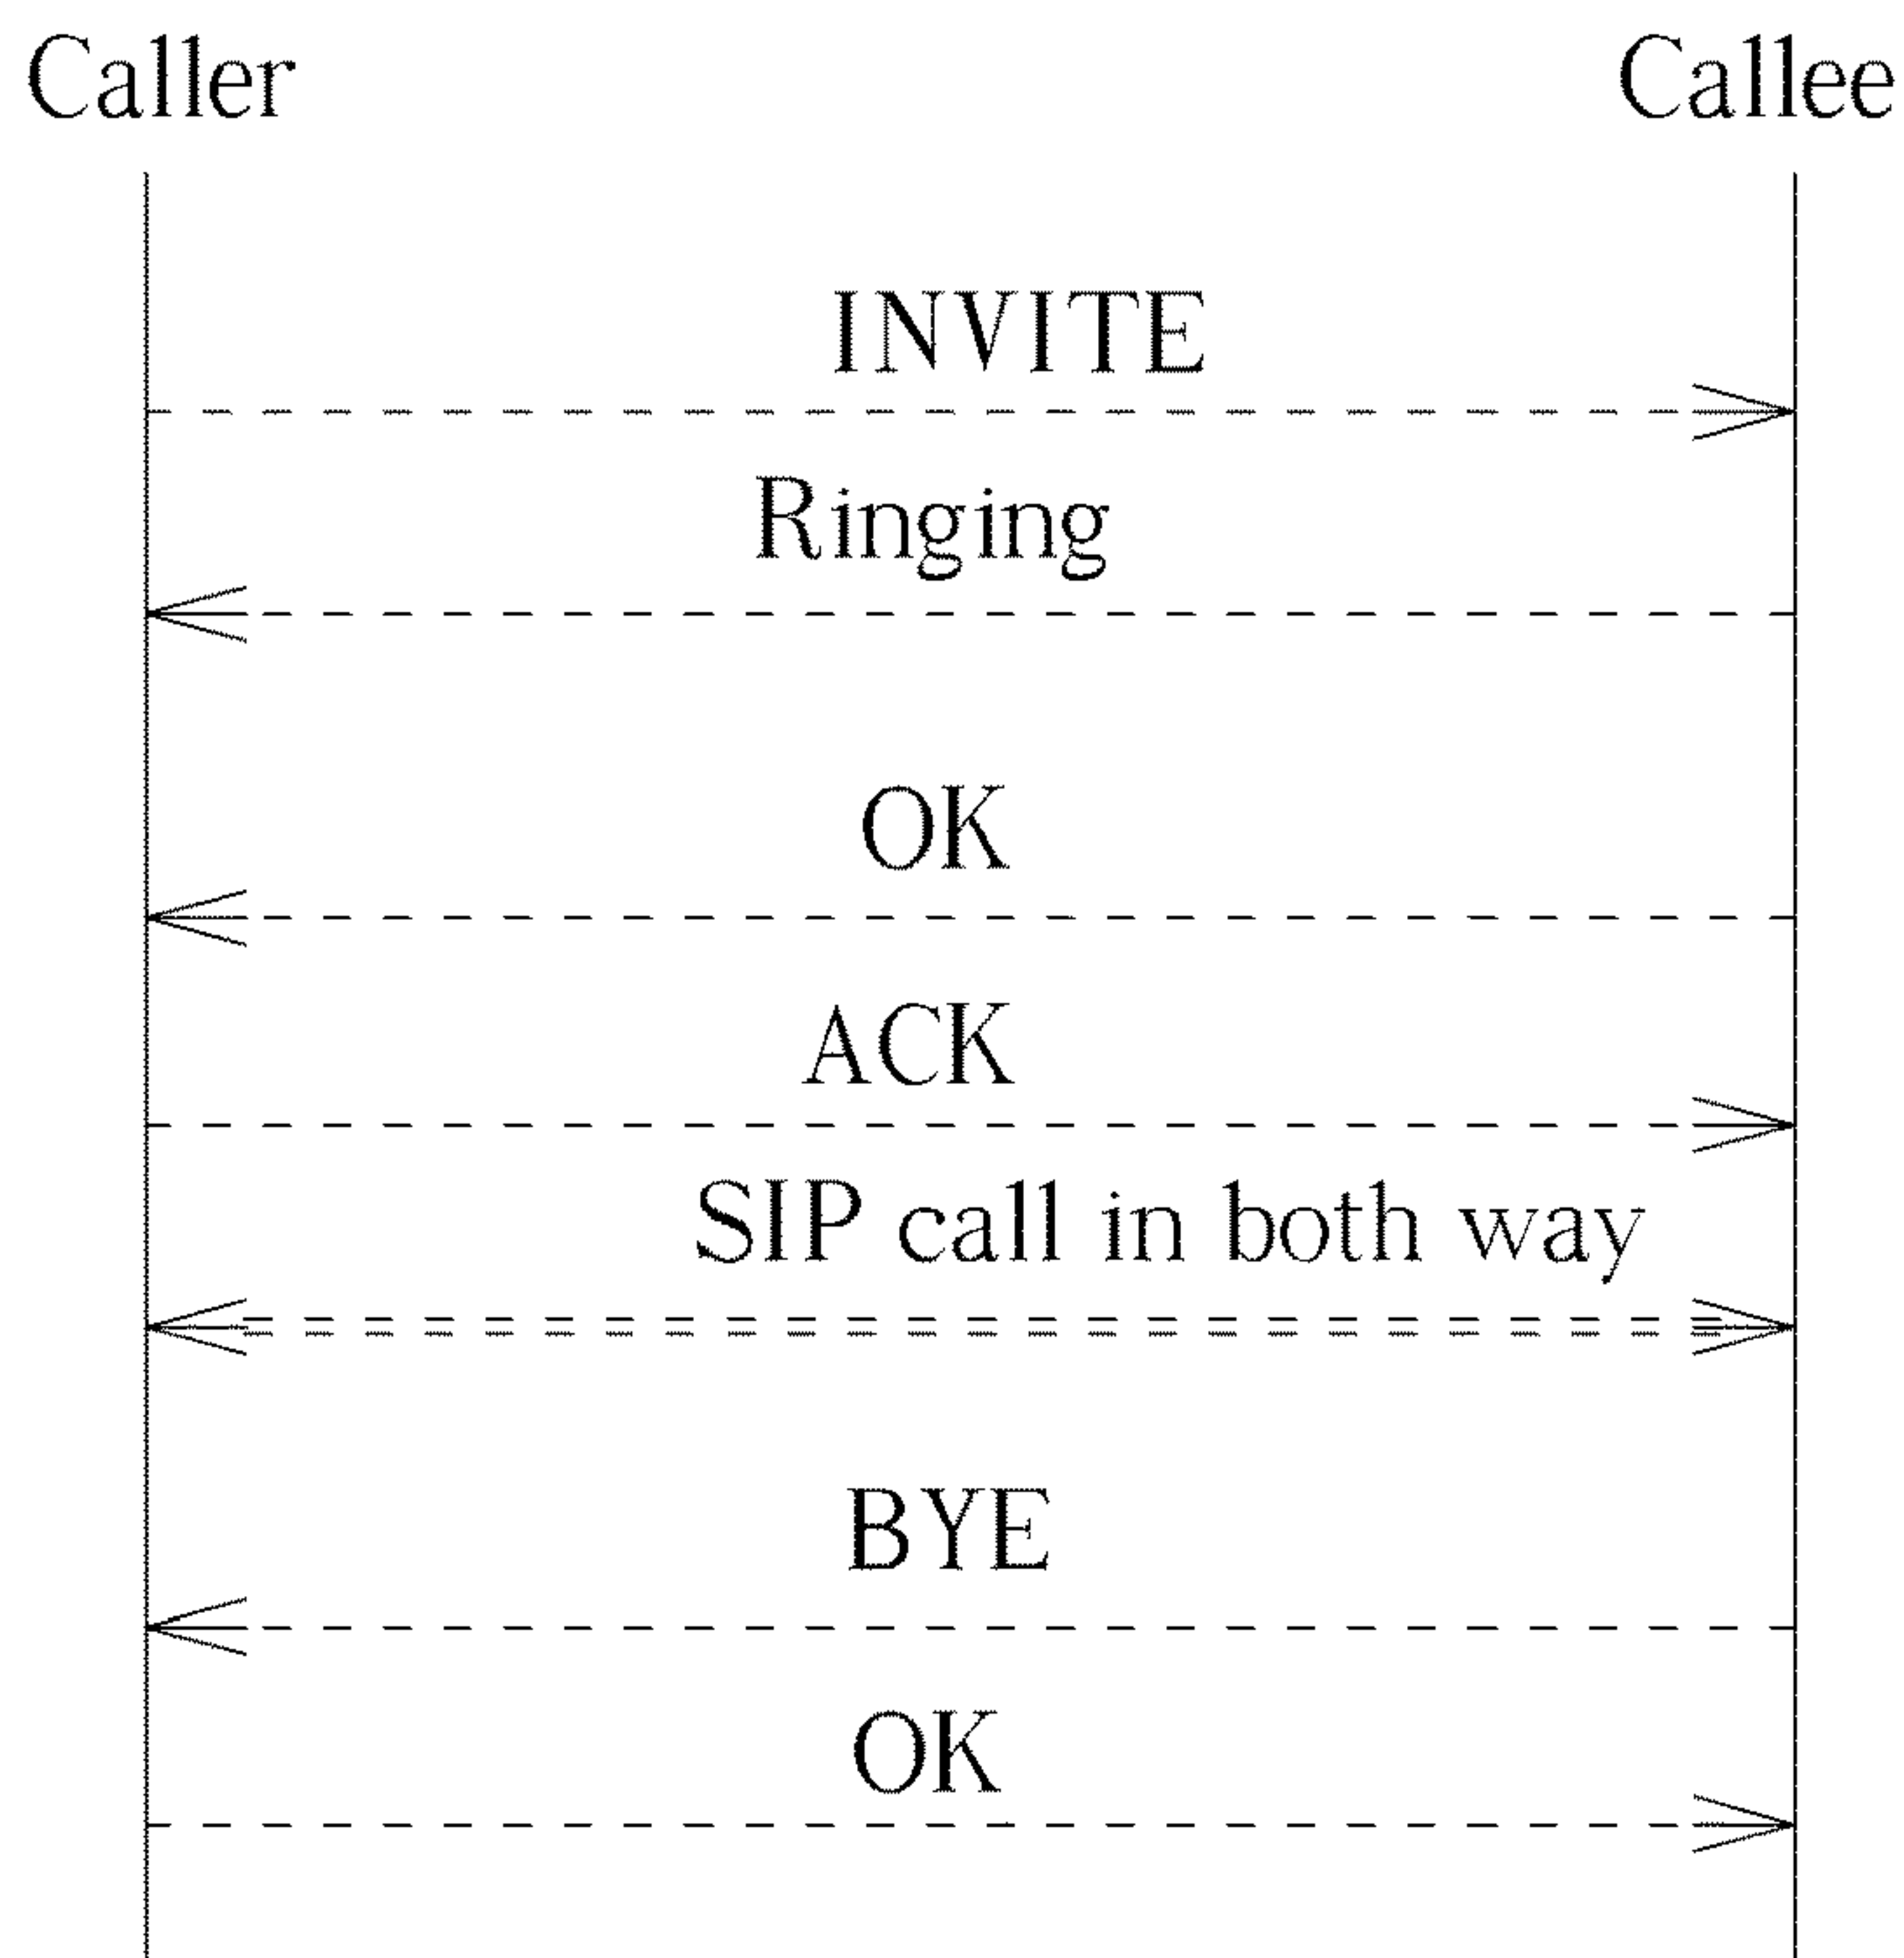 Caller
Callee
INVITE
Ringing
OK
ACK
SIP call in both way
BYE
OK